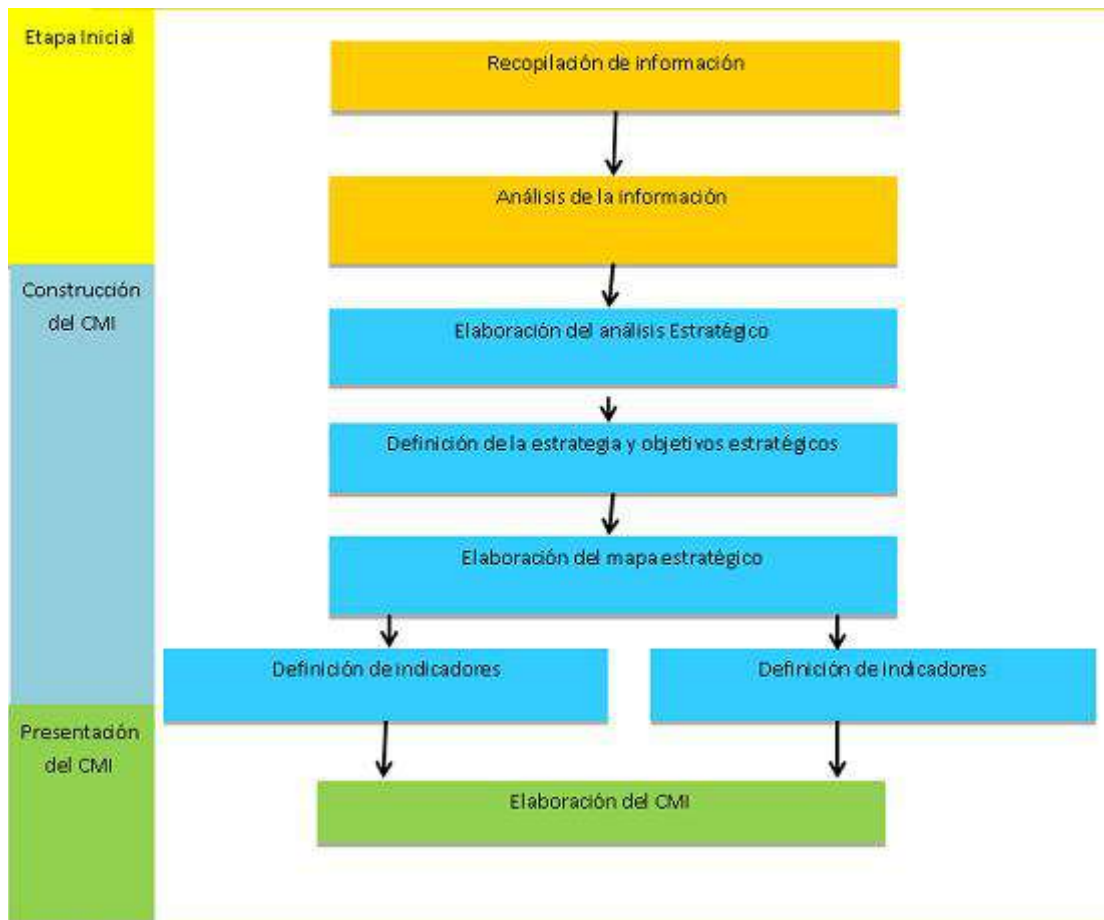 Etapa Inicial
Recopilación de información
Análisis de la información
Construcción
del CMI
Elaboración del análisis Estratégico
Definición de la estrategia y objetivos estratégicos
Elaboración del mapa estratégico
Definición de indicadores
Definición de indicadores
Presentación
del CMI
Elaboración del CMI